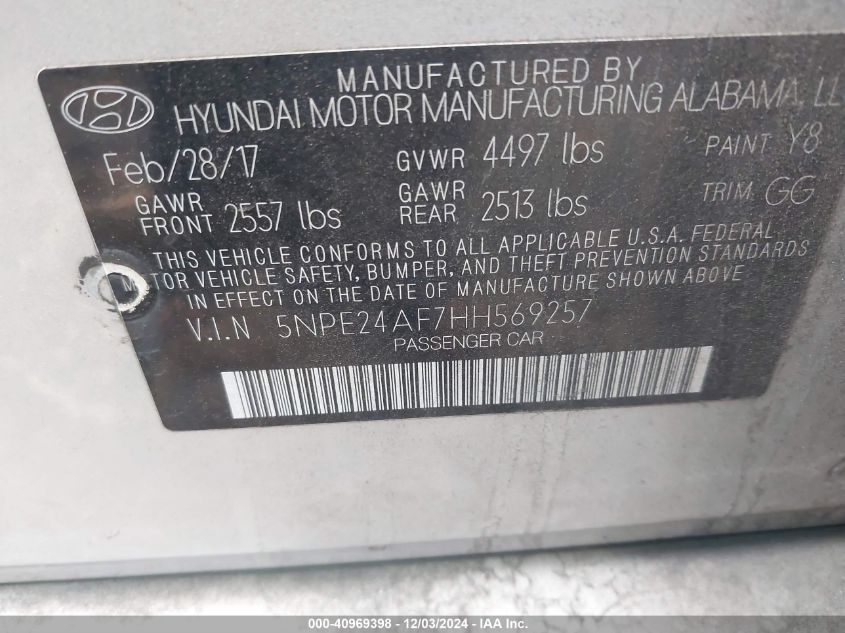 MANUFACTURED BY
HYUNDAI MOTOR MANUFACTURING ALABAMA, LL
Feb/28/17 GVWR 4497 lbs PAINT Y8
GAWR FRONT 2557 lbs GAWR REAR 2513 lbs TRIM GG
THIS VEHICLE CONFORMS TO ALL APPLICABLE U.S.A. FEDERAL
MOTOR VEHICLE SAFETY, BUMPER, AND THEFT PREVENTION STANDARDS
IN EFFECT ON THE DATE OF MANUFACTURE SHOWN ABOVE
V.I.N 5NPE24AF7HH569257
PASSENGER CAR
000-40969398 - 12/03/2024 - IAA Inc.